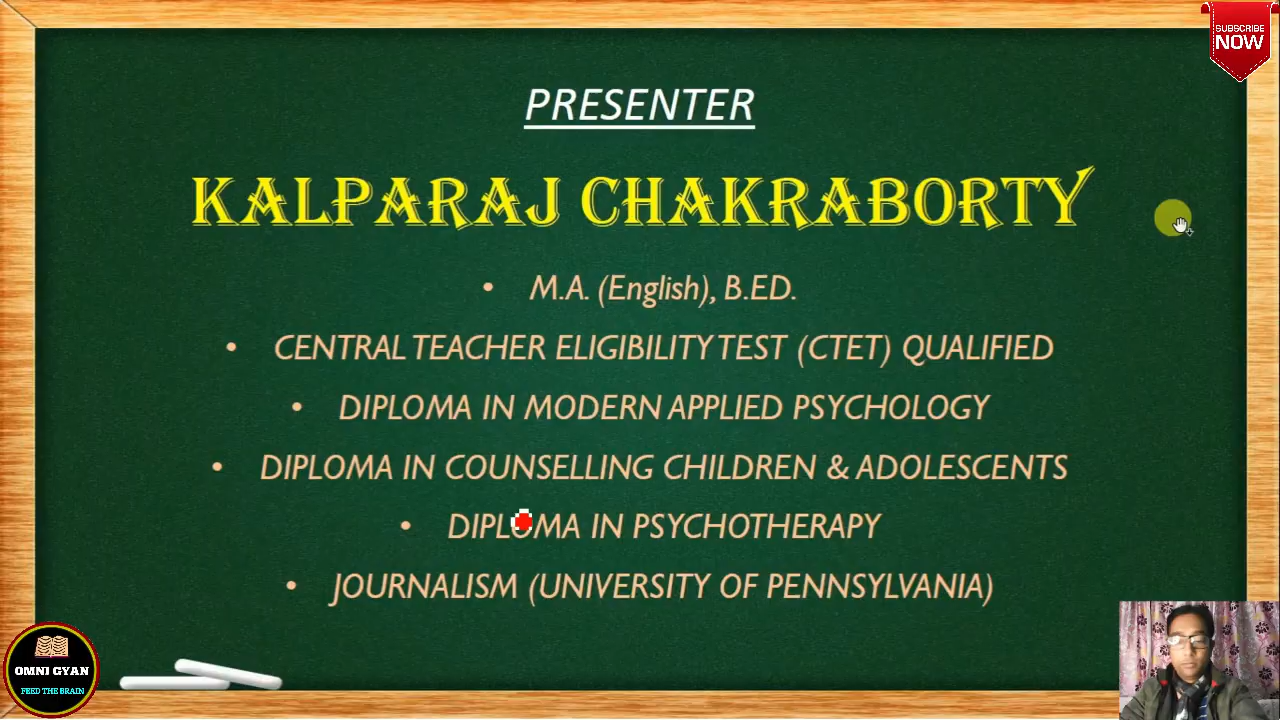 SUBSCRIBE
NOW
PRESENTER
KALPARAJ CHAKRABORTY
• M.A. (English), B.ED.
• CENTRAL TEACHER ELIGIBILITY TEST (CTET) QUALIFIED
• DIPLOMA IN MODERN APPLIED PSYCHOLOGY
• DIPLOMA IN COUNSELLING CHILDREN & ADOLESCENTS
• DIPLOMA IN PSYCHOTHERAPY
• JOURNALISM (UNIVERSITY OF PENNSYLVANIA)
OMNI GYAN
FEED THE BRAIN